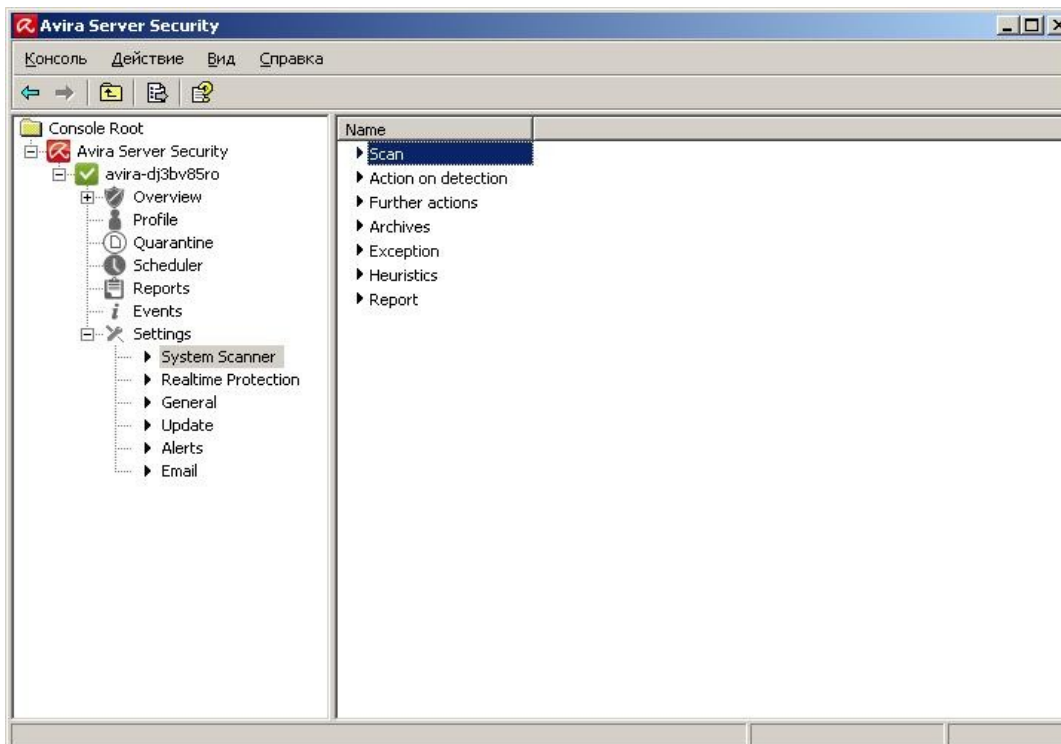 Avira Server Security
Консоль Действие Вид Справка
Console Root
Avira Server Security
avira-dj3bv85ro
Overview
Profile
Quarantine
Scheduler
Reports
Events
Settings
System Scanner
Realtime Protection
General
Update
Alerts
Email
Name
Scan
Action on detection
Further actions
Archives
Exception
Heuristics
Report